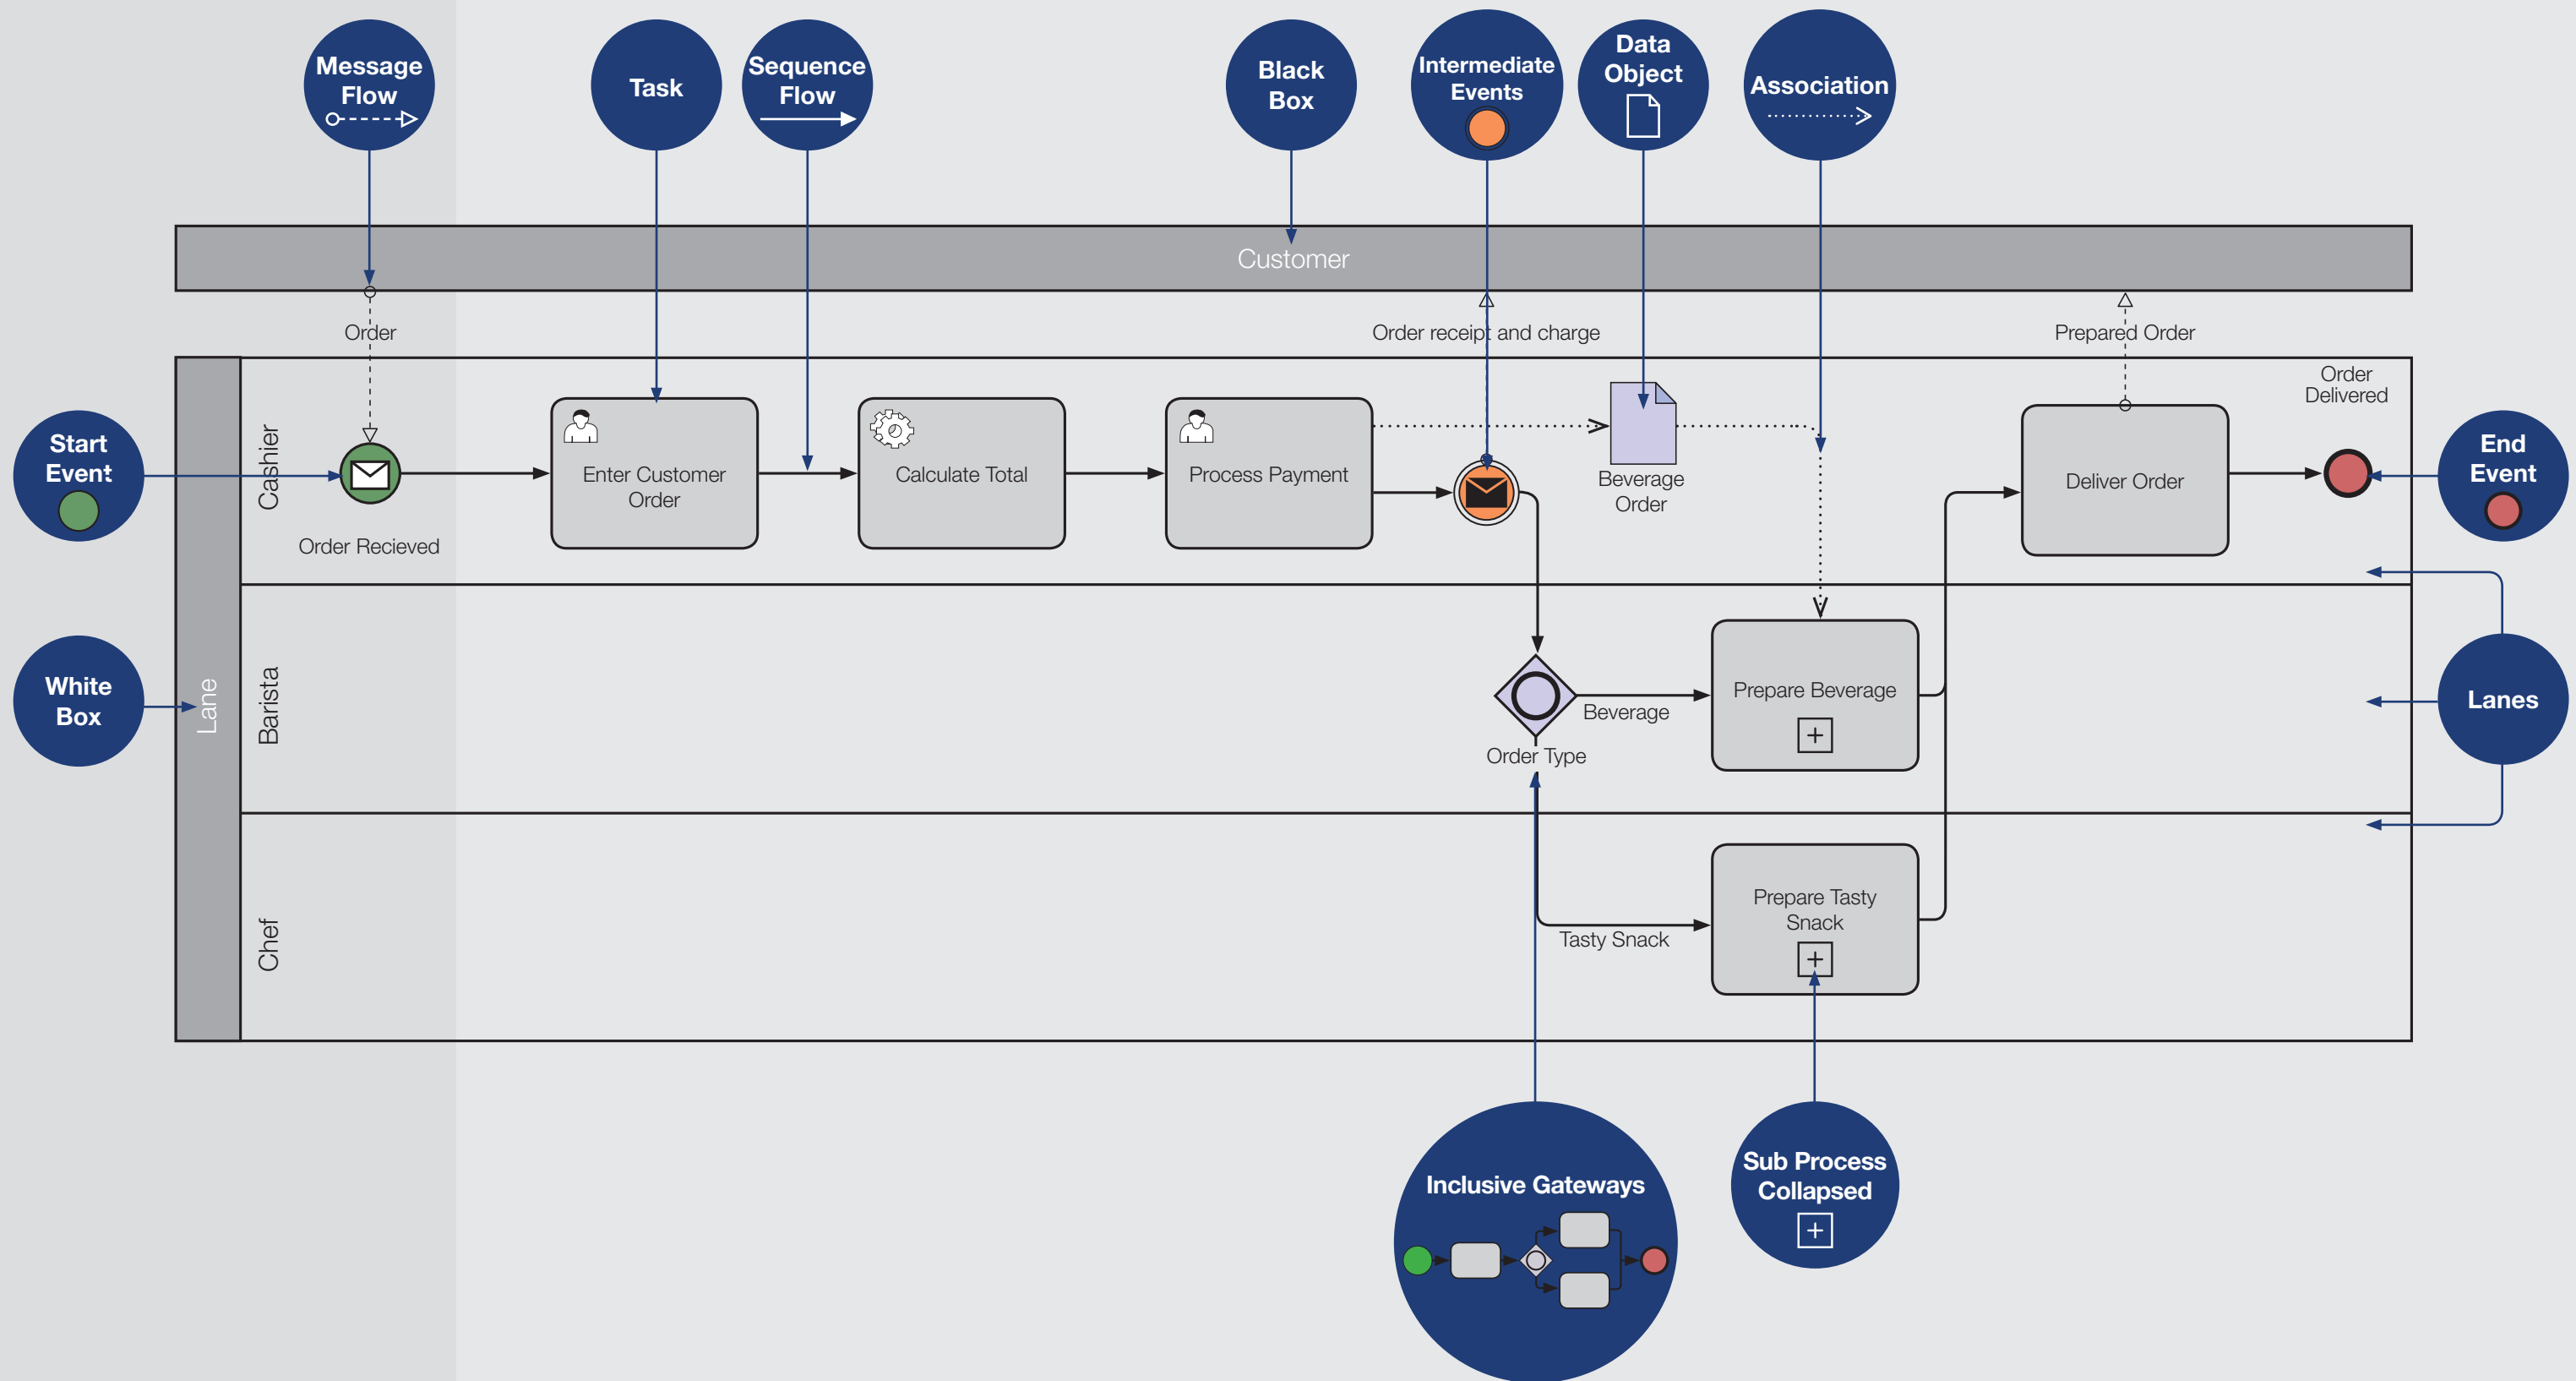 Message
Flow
Task
Sequence
Flow
Black
Box
Intermediate
Events
Data
Object
Association
Customer
Order
Order receipt and charge
Prepared Order
Order
Delivered
Start
Event
Cashier
Order Recieved
Enter Customer
Order
Calculate Total
Process Payment
Beverage
Order
Deliver Order
End
Event
White
Box
Lane
Barista
Beverage
Order Type
Prepare Beverage
Lanes
Chef
Tasty Snack
Prepare Tasty
Snack
Inclusive Gateways
Sub Process
Collapsed